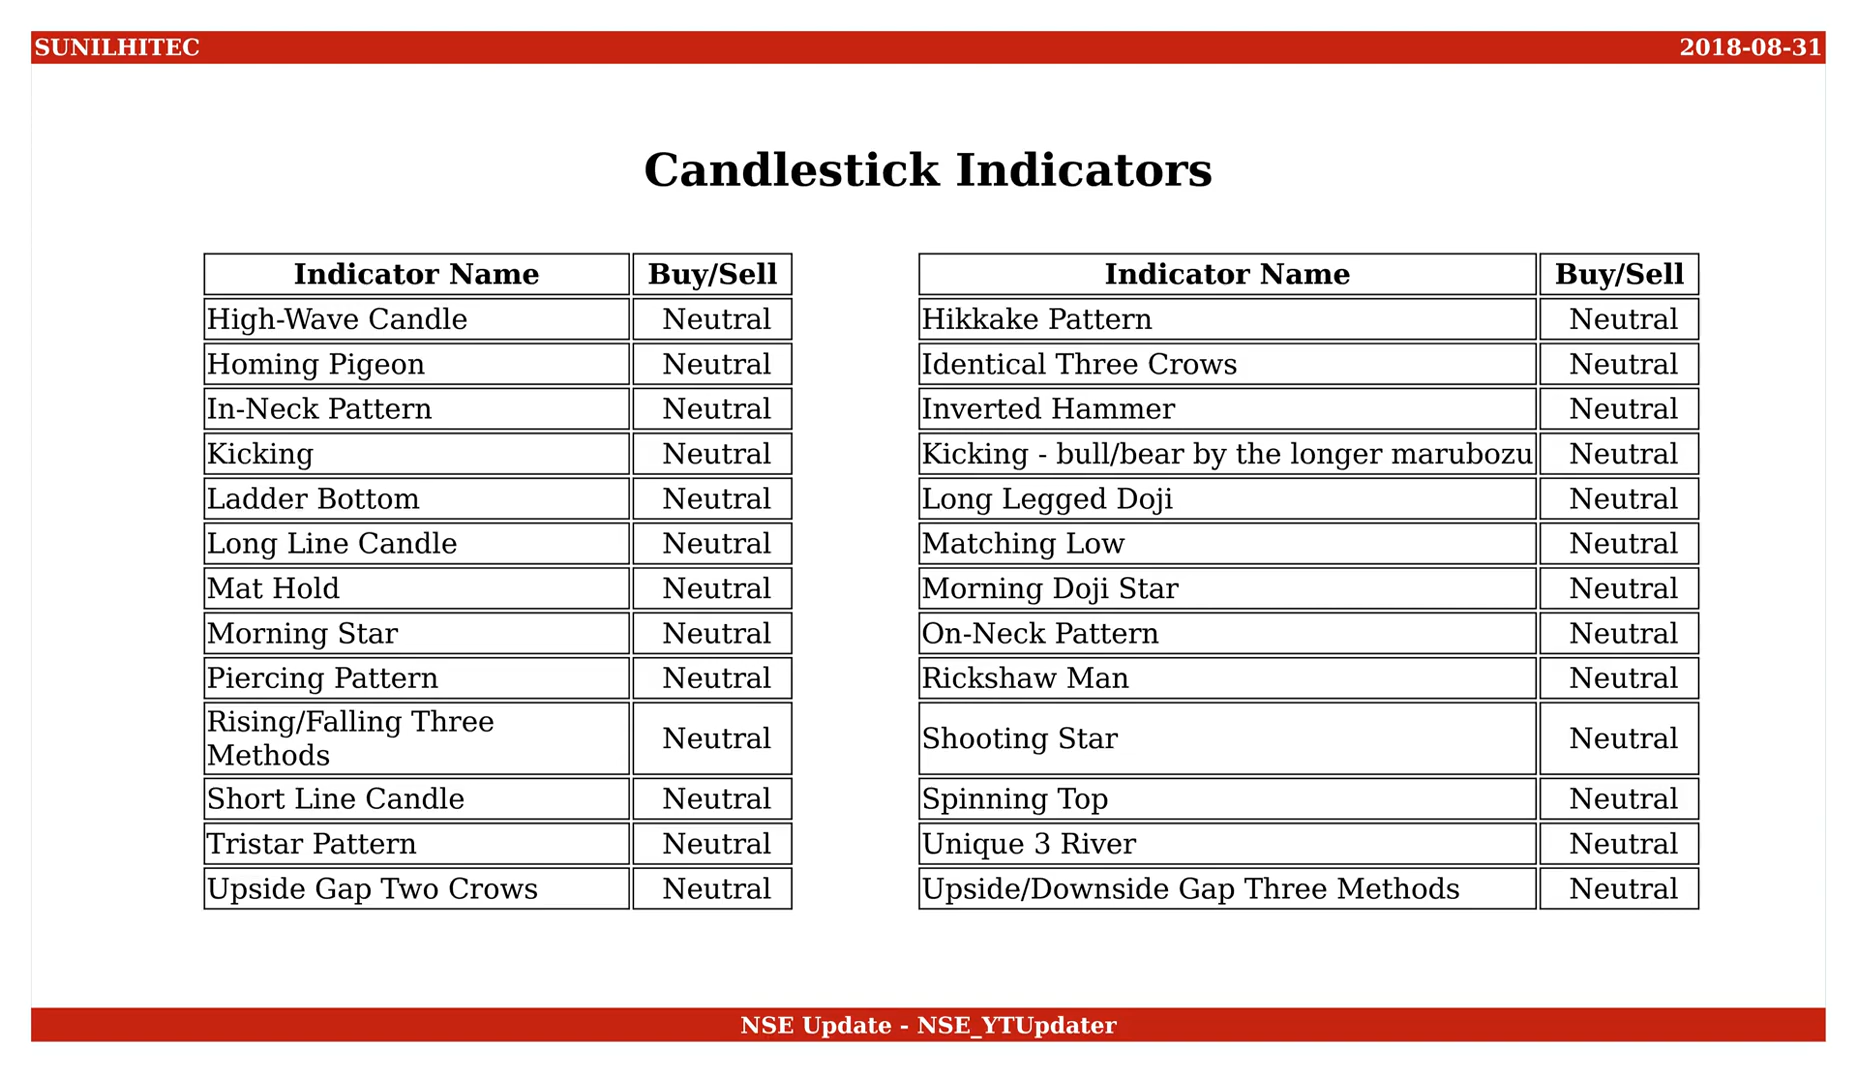 SUNILHITEC 2018-08-31
Candlestick Indicators
Indicator Name Buy/Sell
High-Wave Candle Neutral
Homing Pigeon Neutral
In-Neck Pattern Neutral
Kicking Neutral
Ladder Bottom Neutral
Long Line Candle Neutral
Mat Hold Neutral
Morning Star Neutral
Piercing Pattern Neutral
Rising/Falling Three
Methods Neutral
Short Line Candle Neutral
Tristar Pattern Neutral
Upside Gap Two Crows Neutral
Indicator Name Buy/Sell
Hikkake Pattern Neutral
Identical Three Crows Neutral
Inverted Hammer Neutral
Kicking - bull/bear by the longer marubozu Neutral
Long Legged Doji Neutral
Matching Low Neutral
Morning Doji Star Neutral
On-Neck Pattern Neutral
Rickshaw Man Neutral
Shooting Star Neutral
Spinning Top Neutral
Unique 3 River Neutral
Upside/Downside Gap Three Methods Neutral
NSE Update - NSE_YTUpdater